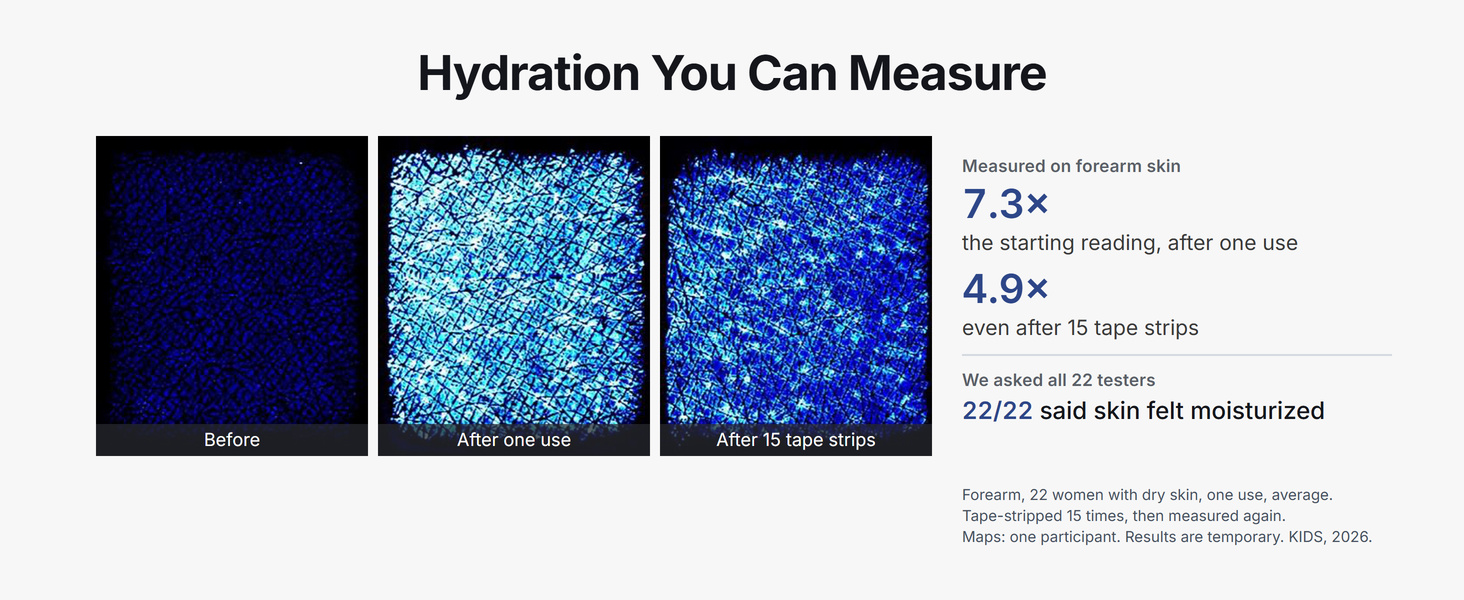 Hydration You Can Measure
Before
After one use
After 15 tape strips
Measured on forearm skin
7.3×
the starting reading, after one use
4.9×
even after 15 tape strips
We asked all 22 testers
22/22 said skin felt moisturized
Forearm, 22 women with dry skin, one use, average.
Tape-stripped 15 times, then measured again.
Maps: one participant. Results are temporary. KIDS, 2026.